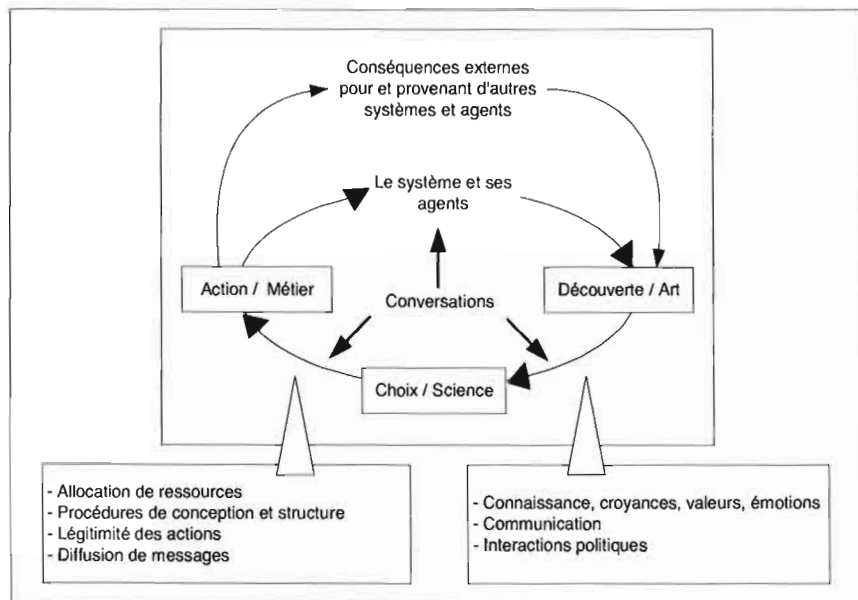 Conséquences externes
pour et provenant d'autres
systèmes et agents
Le système et ses
agents
Action / Métier
Découverte / Art
Conversations
Choix / Science
- Allocation de ressources
- Procédures de conception et structure
- Légitimité des actions
- Diffusion de messages
- Connaissance, croyances, valeurs, émotions
- Communication
- Interactions politiques